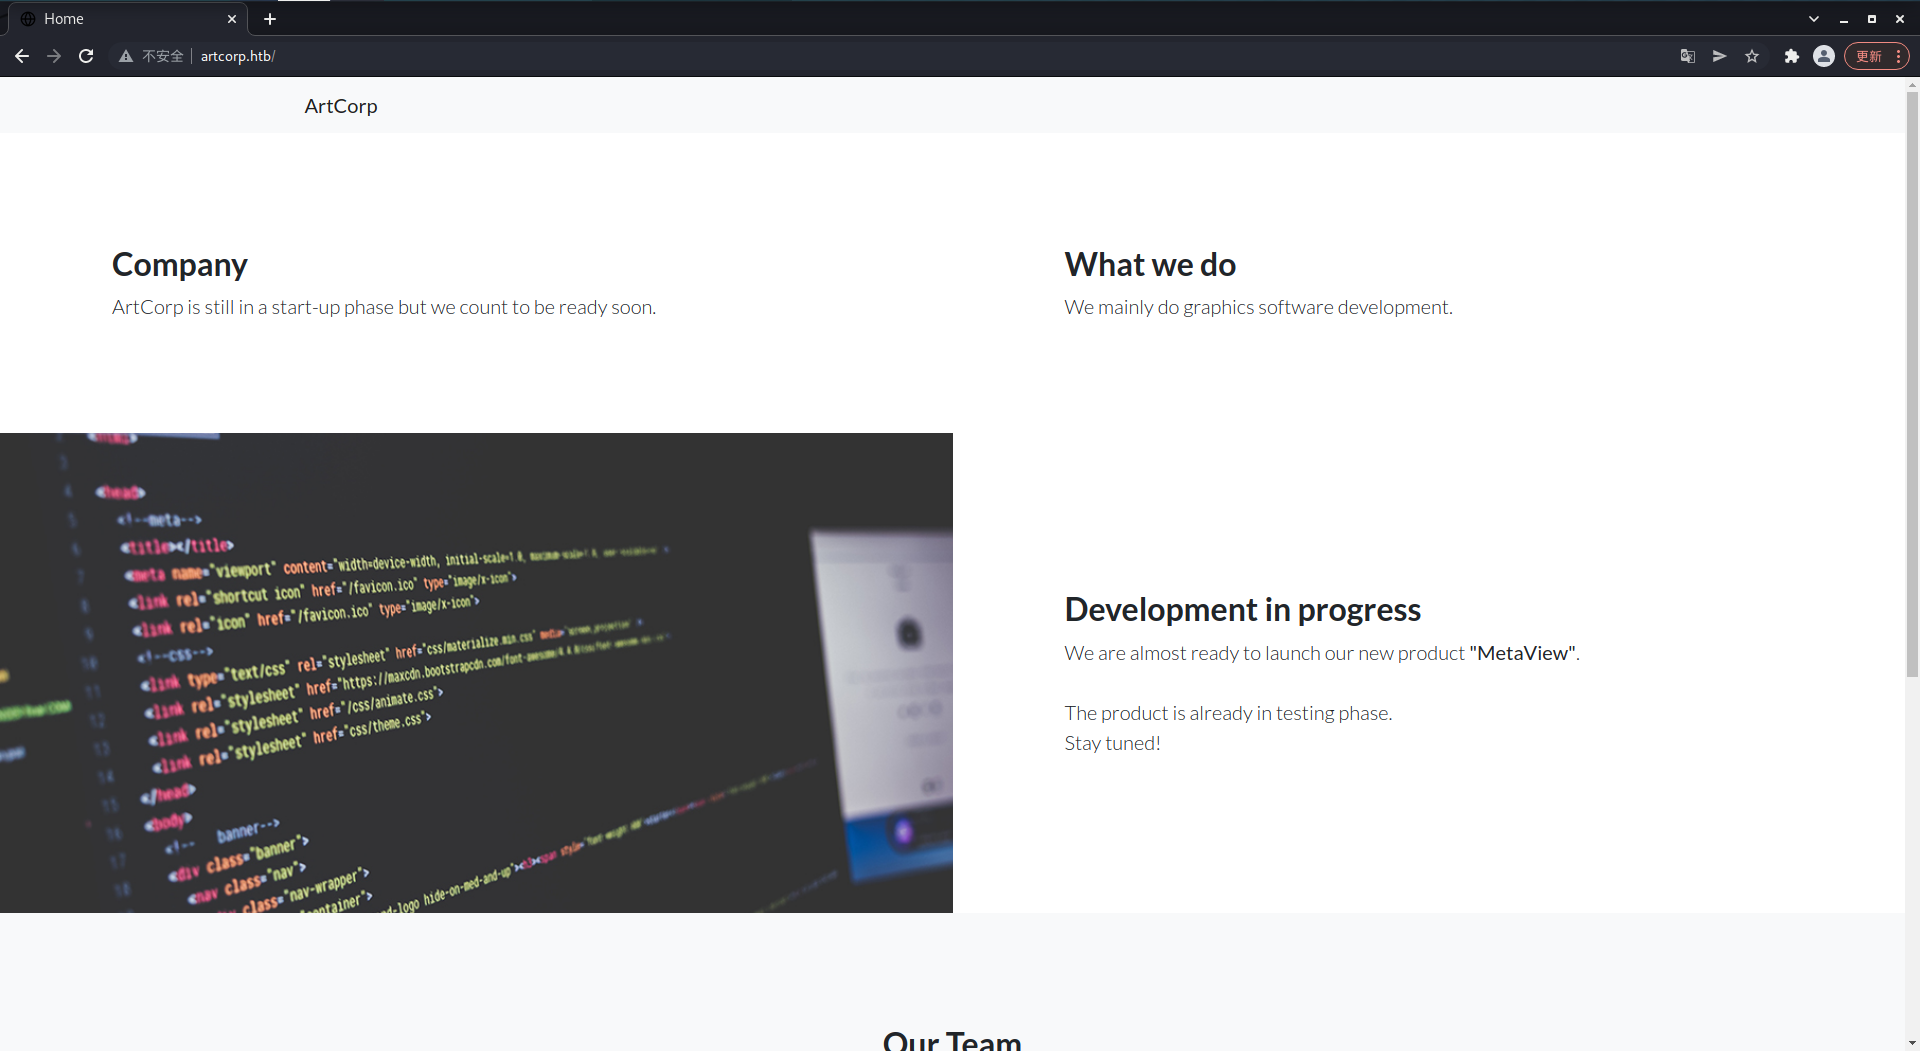 Home
不安全
artcorp.htb/
更新
ArtCorp
Company
ArtCorp is still in a start-up phase but we count to be ready soon.
What we do
We mainly do graphics software development.
<head>
<!--meta-->
<title></title>
<meta name="viewport" content="width=device-width, initial-scale=1.0,
<link rel="shortcut icon" href="/favicon.ico" type="image/x-icon">
<link rel="icon" href="/favicon.ico" type="image/x-icon">
<!--css-->
<link type="text/css" rel="stylesheet" href="css/materialize.min.css"
<link rel="stylesheet" href="https://maxcdn.bootstrapcdn.com/font-awesome/4.
<link rel="stylesheet" href="/css/animate.css">
<link rel="stylesheet" href="css/theme.css">
</head>
<body>
<!-- banner-->
<div class="banner">
<nav class="nav">
<div class="nav-wrapper">
class="container">
d-logo hide-on-med-and-up"><h3><span style="font-weight
Development in progress
We are almost ready to launch our new product "MetaView".
The product is already in testing phase.
Stay tuned!
Our Team